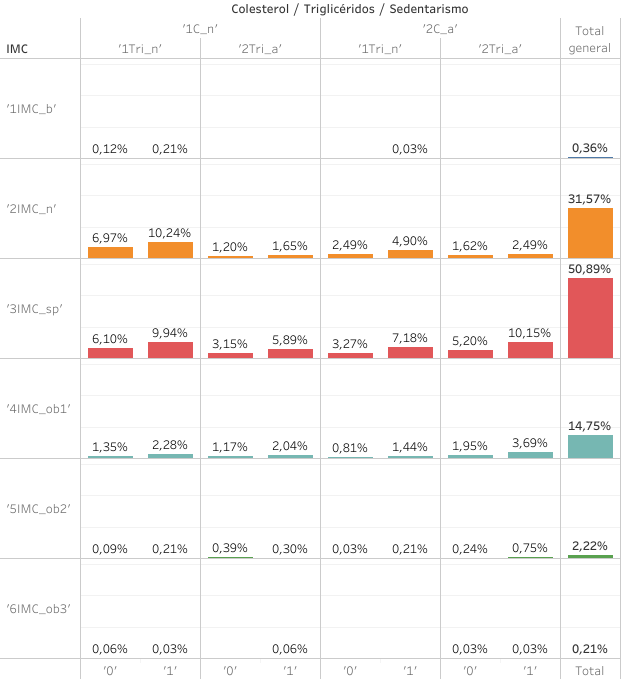 Colesterol / Triglicéridos / Sedentarismo
'1C_n' '2C_a' Total
IMC '1Tri_n' '2Tri_a' '1Tri_n' '2Tri_a' general
'1IMC_b'
0,12% 0,21% 0,03% 0,36%
'2IMC_n'
6,97% 10,24% 1,20% 1,65% 2,49% 4,90% 1,62% 2,49% 31,57%
'3IMC_sp'
6,10% 9,94% 3,15% 5,89% 3,27% 7,18% 5,20% 10,15% 50,89%
'4IMC_ob1'
1,35% 2,28% 1,17% 2,04% 0,81% 1,44% 1,95% 3,69% 14,75%
'5IMC_ob2'
0,09% 0,21% 0,39% 0,30% 0,03% 0,21% 0,24% 0,75% 2,22%
'6IMC_ob3'
0,06% 0,03% 0,06% 0,03% 0,03% 0,21%
'0' '1' '0' '1' '0' '1' '0' '1' Total